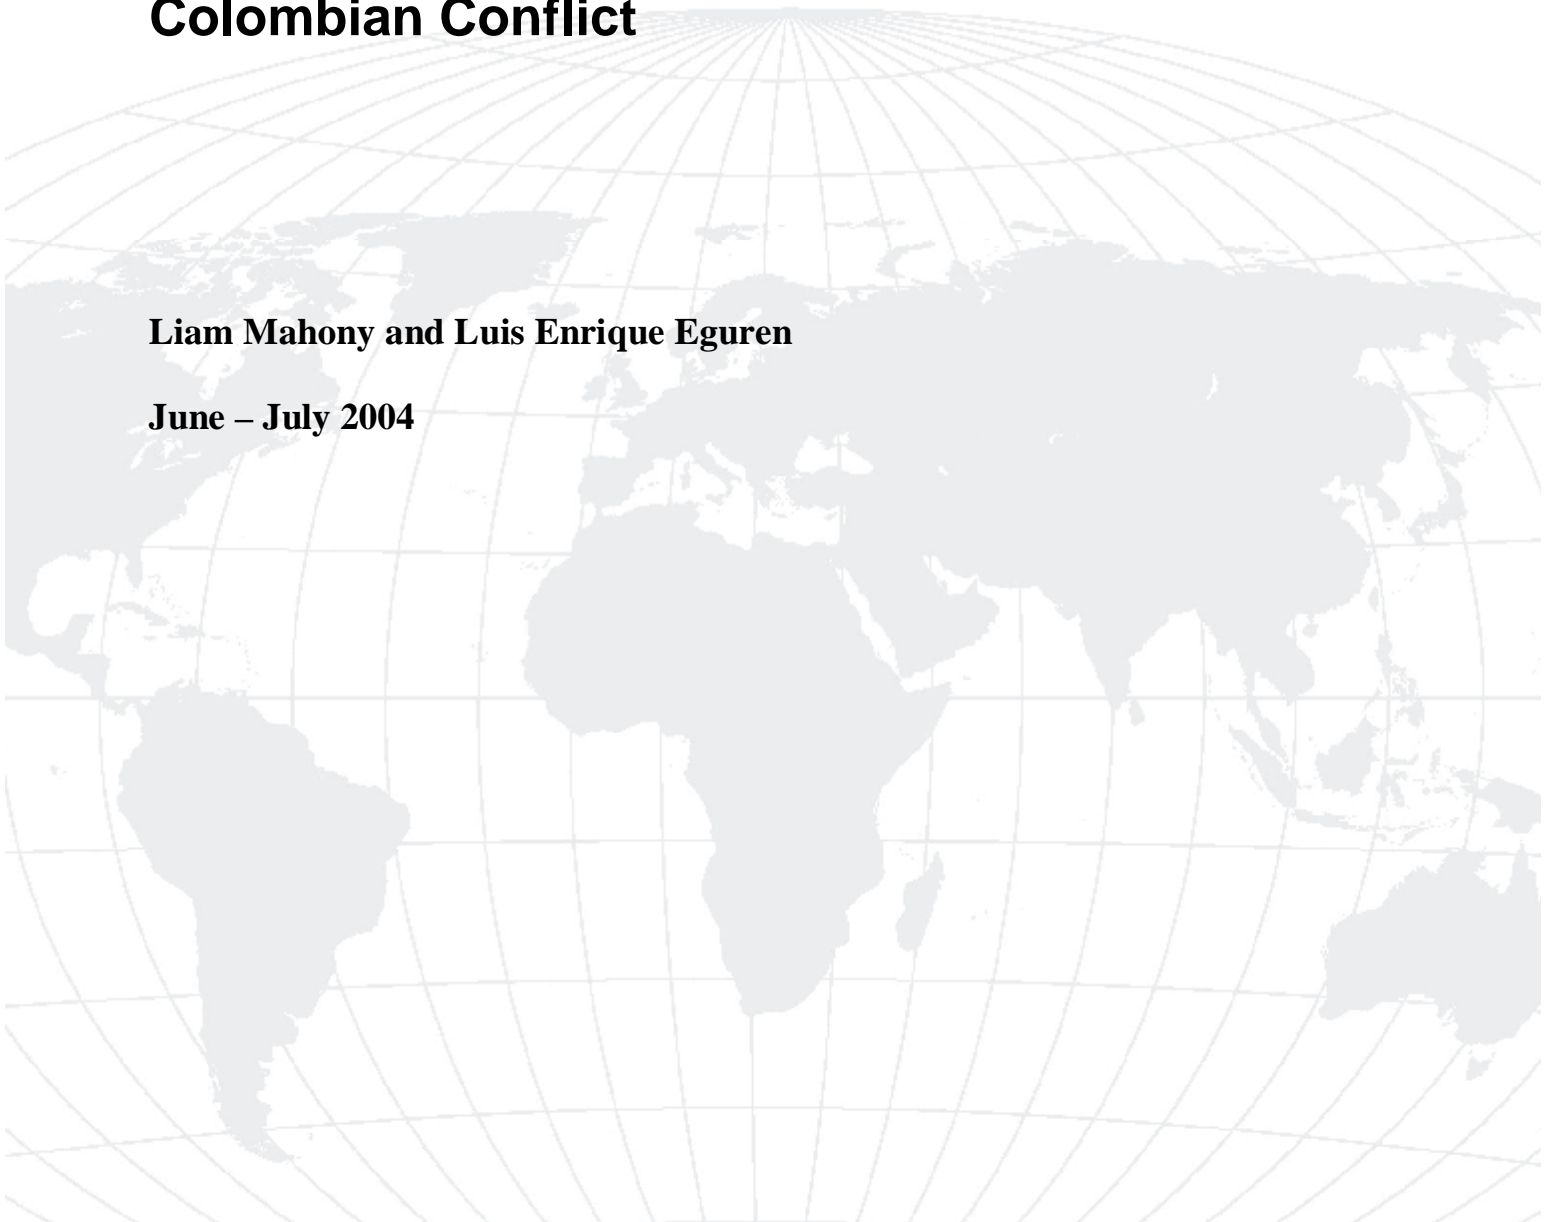 Colombian Conflict
Liam Mahony and Luis Enrique Eguren
June – July 2004